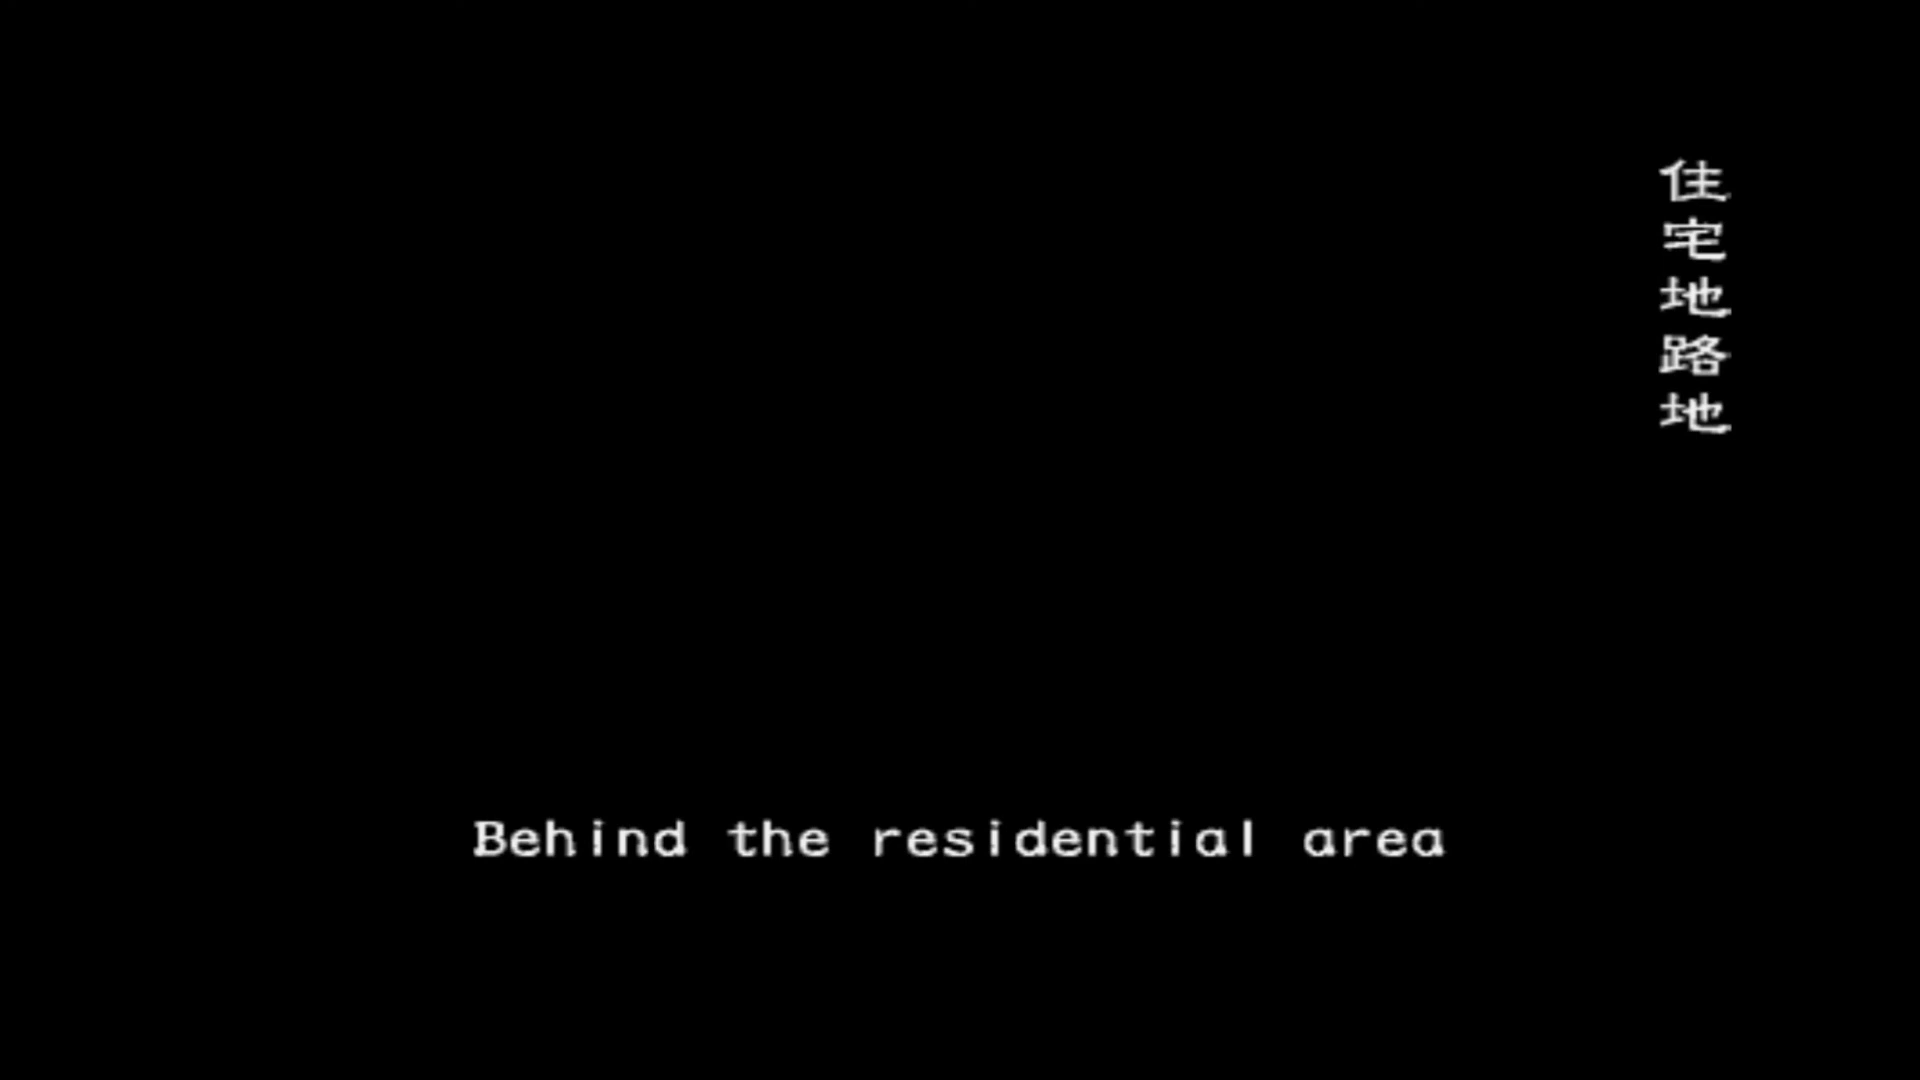 住宅地路地
Behind the residential area